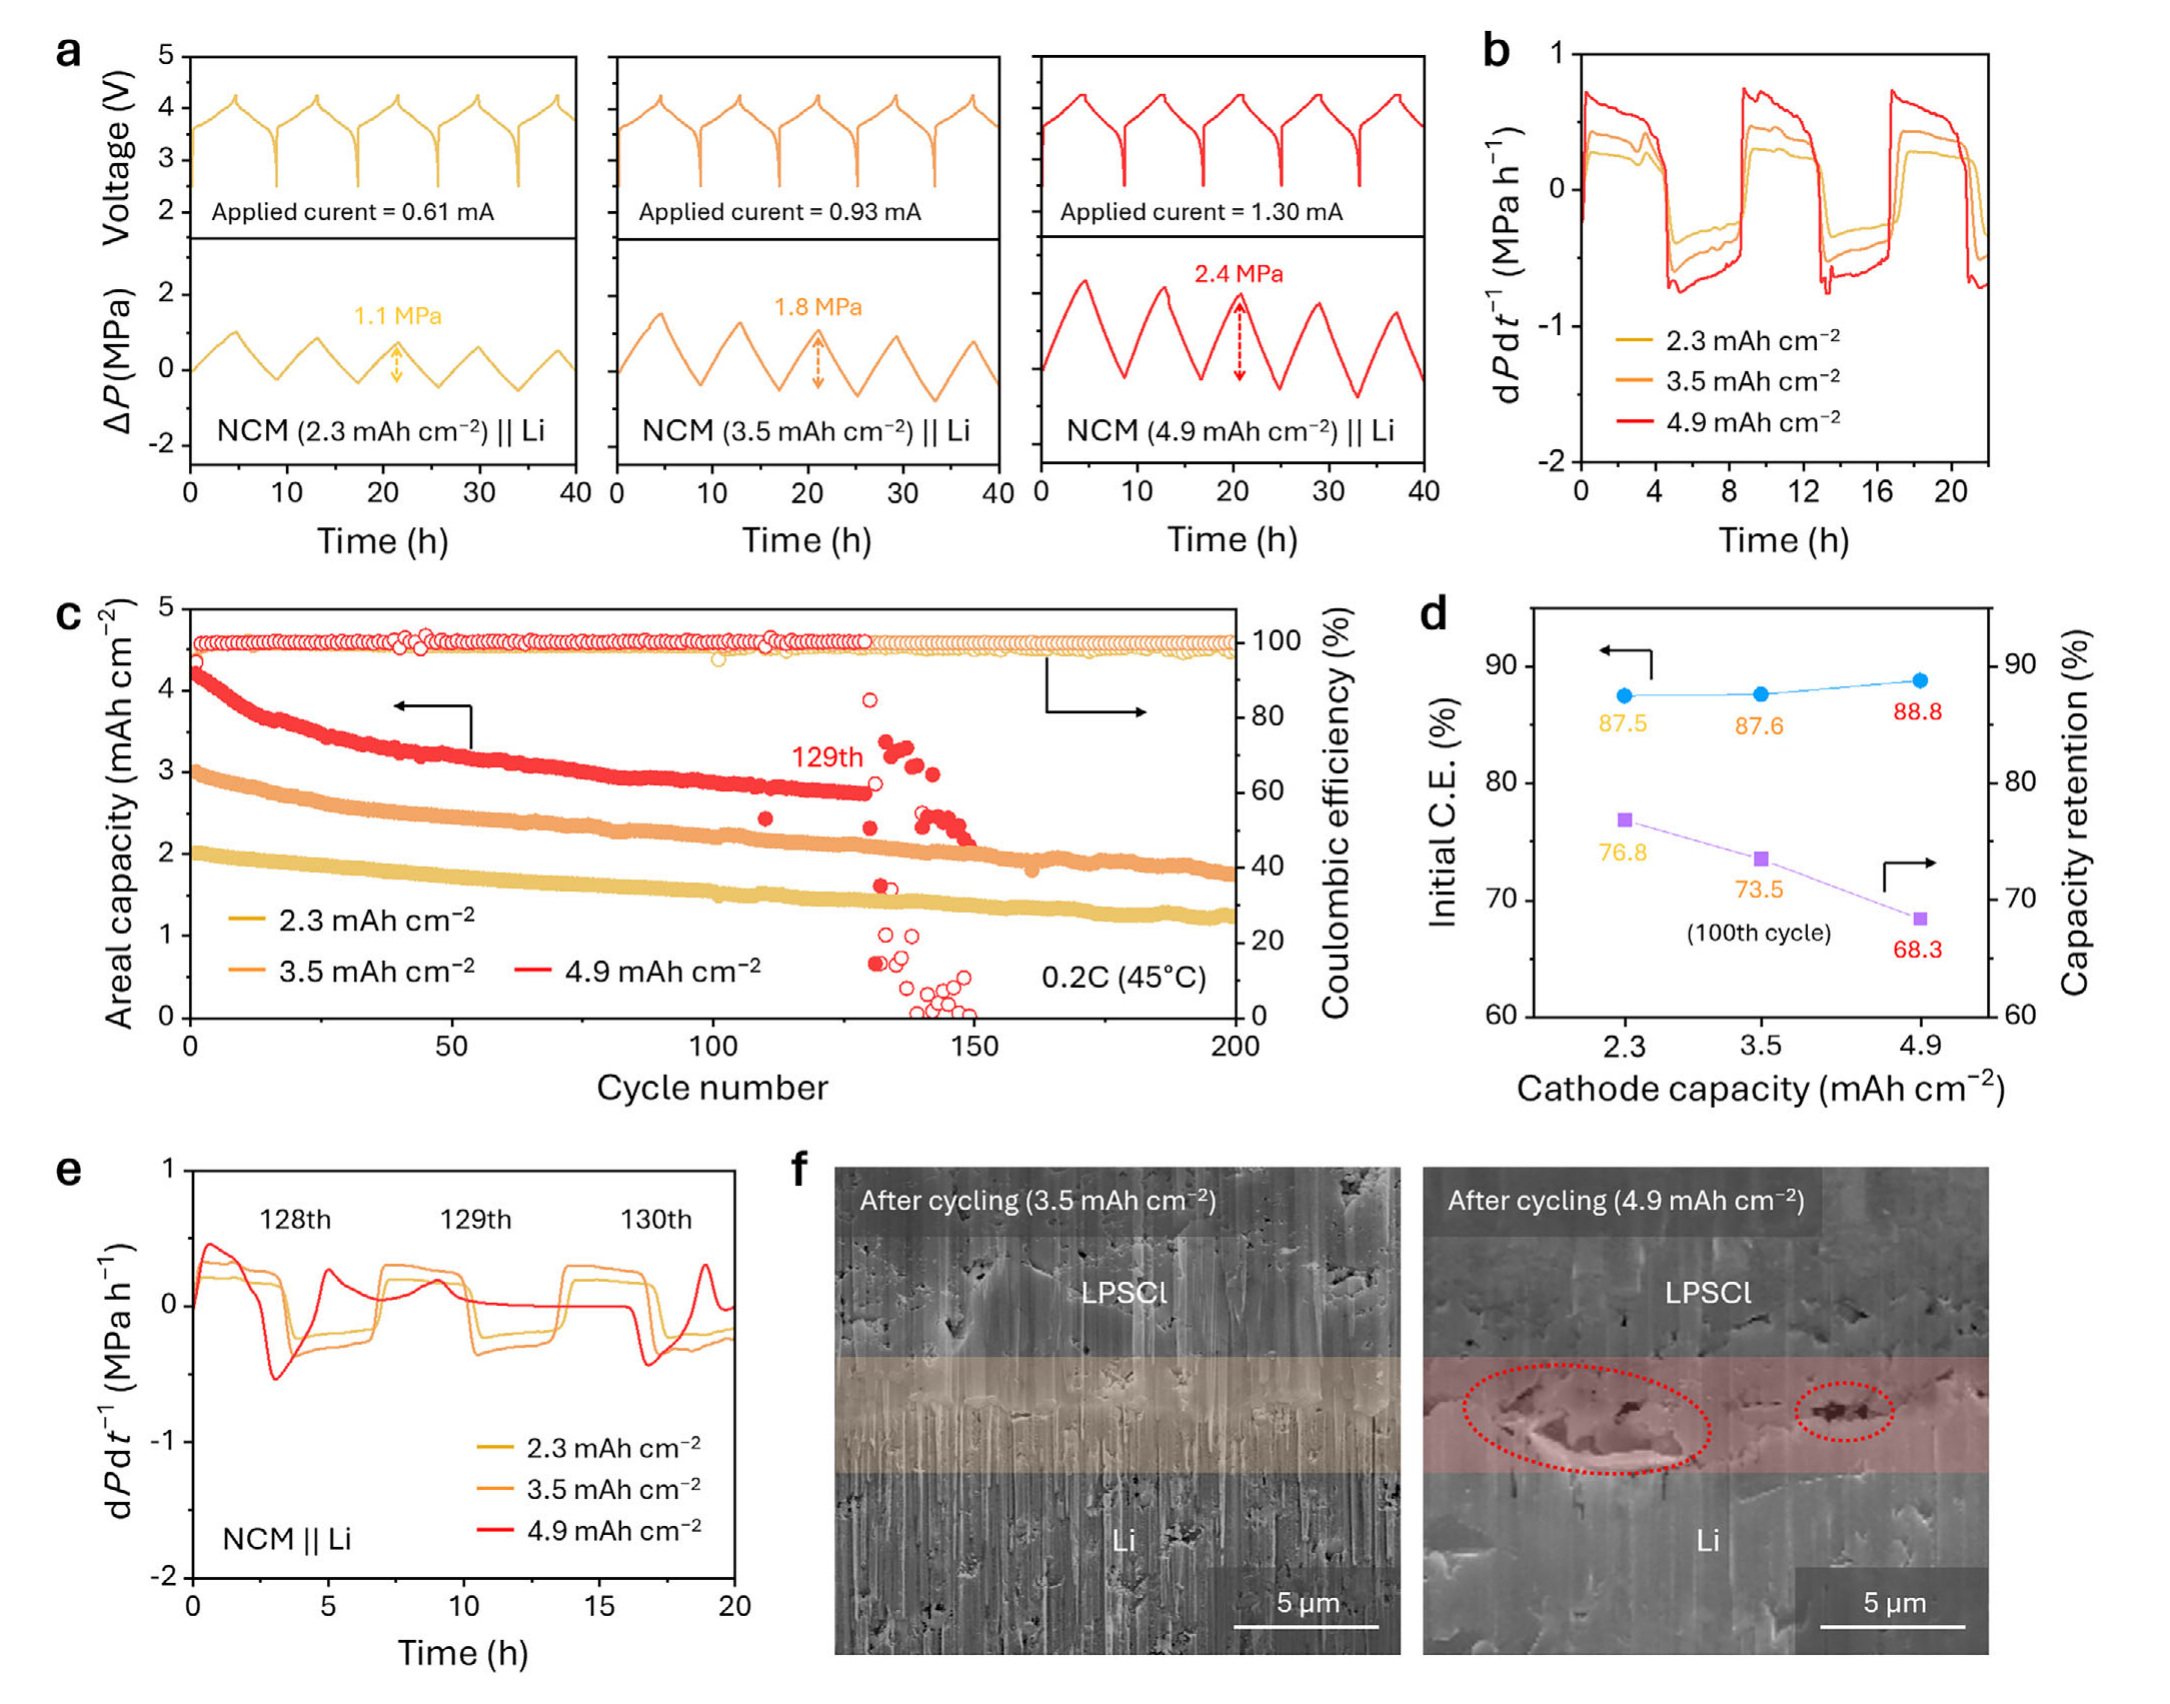 a
Voltage (V)
5
4
3
2
Applied curent = 0.61 mA
Applied curent = 0.93 mA
Applied curent = 1.30 mA
ΔP(MPa)
2
0
-2
1.1 MPa
1.8 MPa
2.4 MPa
NCM (2.3 mAh cm⁻²) || Li
NCM (3.5 mAh cm⁻²) || Li
NCM (4.9 mAh cm⁻²) || Li
0 10 20 30 40
0 10 20 30 40
0 10 20 30 40
Time (h)
Time (h)
Time (h)
b
dPdt⁻¹ (MPa h⁻¹)
1
0
-1
-2
2.3 mAh cm⁻²
3.5 mAh cm⁻²
4.9 mAh cm⁻²
0 4 8 12 16 20
Time (h)
c
Areal capacity (mAh cm⁻²)
5
4
3
2
1
0
129th
2.3 mAh cm⁻²
3.5 mAh cm⁻²
4.9 mAh cm⁻²
0.2C (45°C)
100
80
60
40
20
0
Coulombic efficiency (%)
0 50 100 150 200
Cycle number
d
Initial C.E. (%)
90
80
70
60
87.5
87.6
88.8
76.8
73.5
68.3
(100th cycle)
90
80
70
60
Capacity retention (%)
2.3 3.5 4.9
Cathode capacity (mAh cm⁻²)
e
dPdt⁻¹ (MPa h⁻¹)
1
0
-1
-2
128th
129th
130th
2.3 mAh cm⁻²
3.5 mAh cm⁻²
4.9 mAh cm⁻²
NCM || Li
0 5 10 15 20
Time (h)
f
After cycling (3.5 mAh cm⁻²)
LPSCl
Li
5 μm
After cycling (4.9 mAh cm⁻²)
LPSCl
Li
5 μm